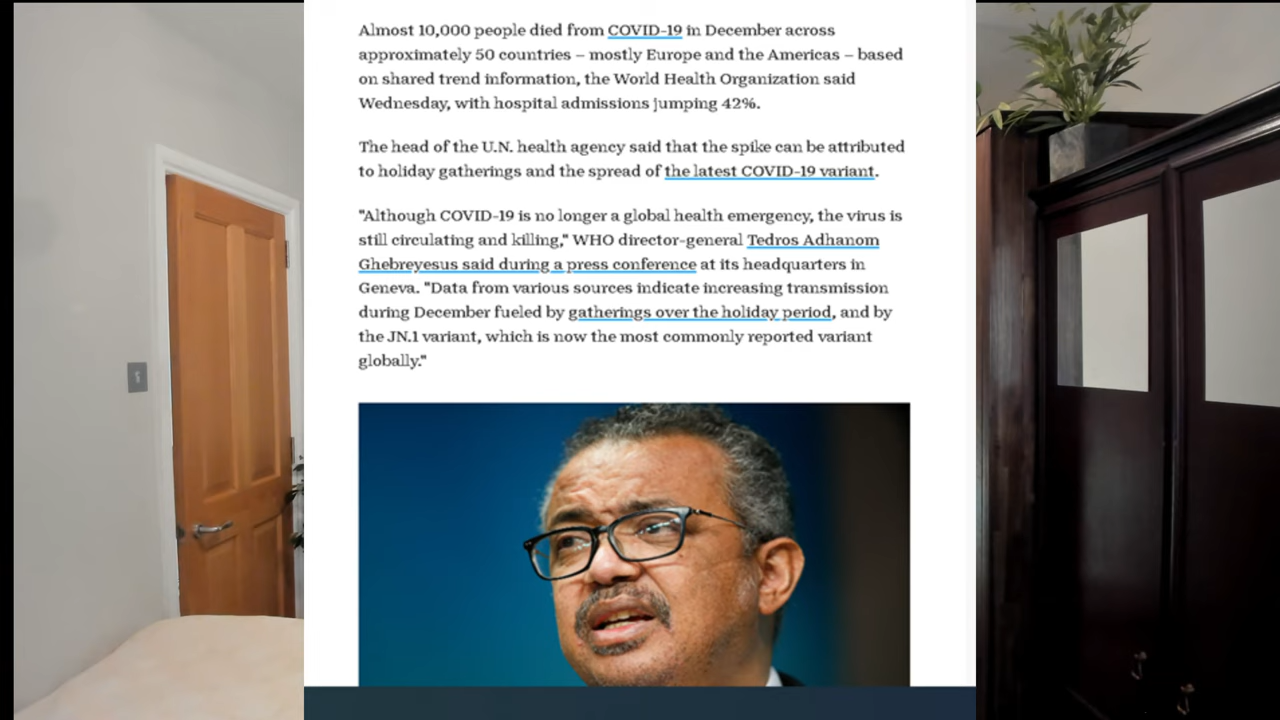 Almost 10,000 people died from COVID-19 in December across
approximately 50 countries – mostly Europe and the Americas – based
on shared trend information, the World Health Organization said
Wednesday, with hospital admissions jumping 42%.
The head of the U.N. health agency said that the spike can be attributed
to holiday gatherings and the spread of the latest COVID-19 variant.
"Although COVID-19 is no longer a global health emergency, the virus is
still circulating and killing," WHO director-general Tedros Adhanom
Ghebreyesus said during a press conference at its headquarters in
Geneva. "Data from various sources indicate increasing transmission
during December fueled by gatherings over the holiday period, and by
the JN.1 variant, which is now the most commonly reported variant
globally."